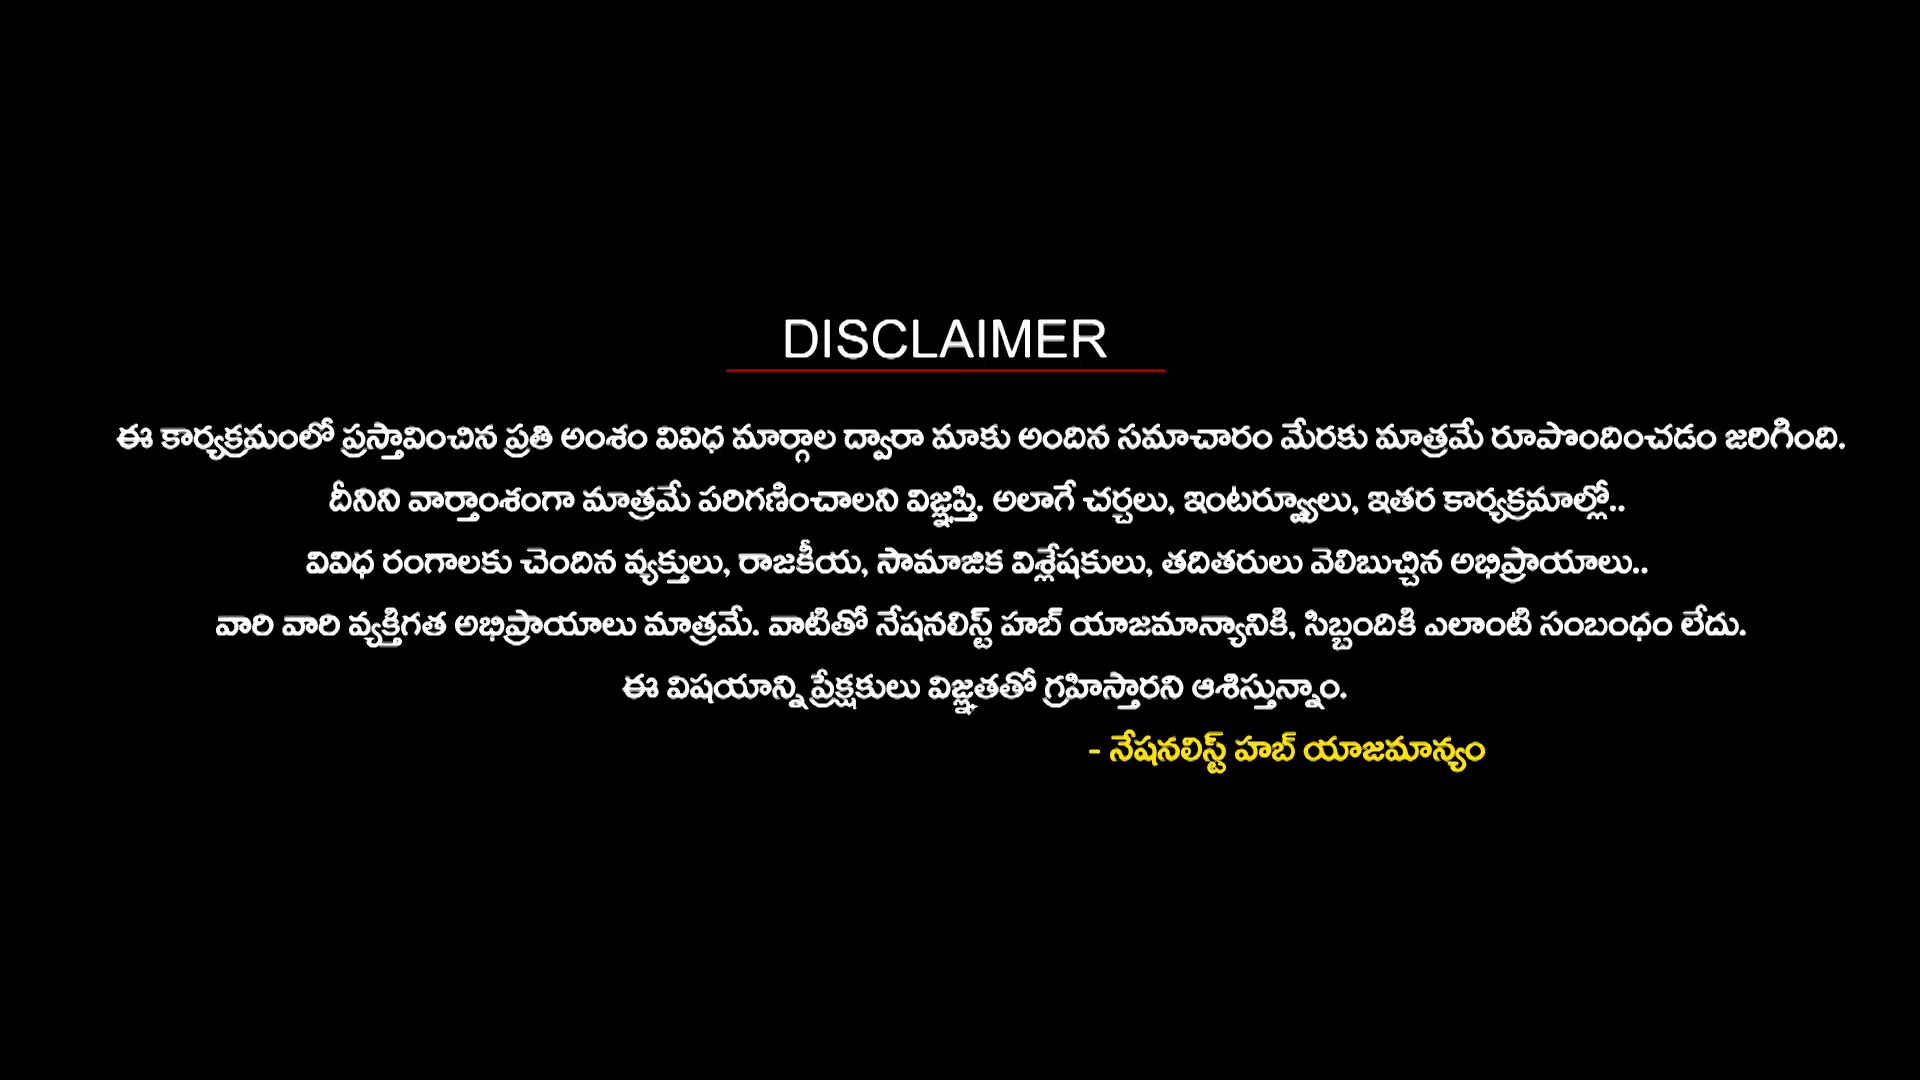 DISCLAIMER
ఈ కార్యక్రమంలో ప్రస్తావించిన ప్రతి అంశం వివిధ మార్గాల ద్వారా మాకు అందిన సమాచారం మేరకు మాత్రమే రూపొందించడం జరిగింది.
దీనిని వార్తాంశంగా మాత్రమే పరిగణించాలని విజ్ఞప్తి. అలాగే చర్చలు, ఇంటర్వ్యూలు, ఇతర కార్యక్రమాల్లో..
వివిధ రంగాలకు చెందిన వ్యక్తులు, రాజకీయ, సామాజిక విశ్లేషకులు, తదితరులు వెలిబుచ్చిన అభిప్రాయాలు..
వారి వారి వ్యక్తిగత అభిప్రాయాలు మాత్రమే. వాటితో నేషనలిస్ట్ హబ్ యాజమాన్యానికి, సిబ్బందికి ఎలాంటి సంబంధం లేదు.
ఈ విషయాన్ని ప్రేక్షకులు విజ్ఞతతో గ్రహిస్తారని ఆశిస్తున్నాం.
- నేషనలిస్ట్ హబ్ యాజమాన్యం